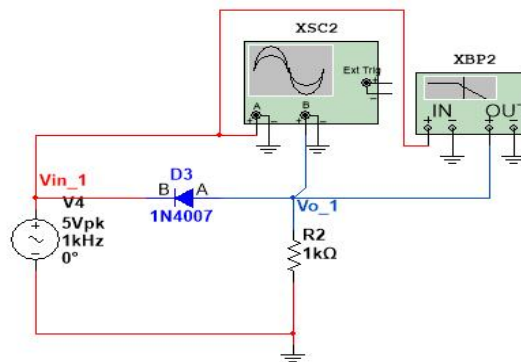 XSC2
Ext Trig
+
-
A
B
+ - + -
XBP2
IN OUT
+ - + -
Vin_1
D3
B A
1N4007
Vo_1
V4
5Vpk
1kHz
0°
+
-
R2
1kΩ